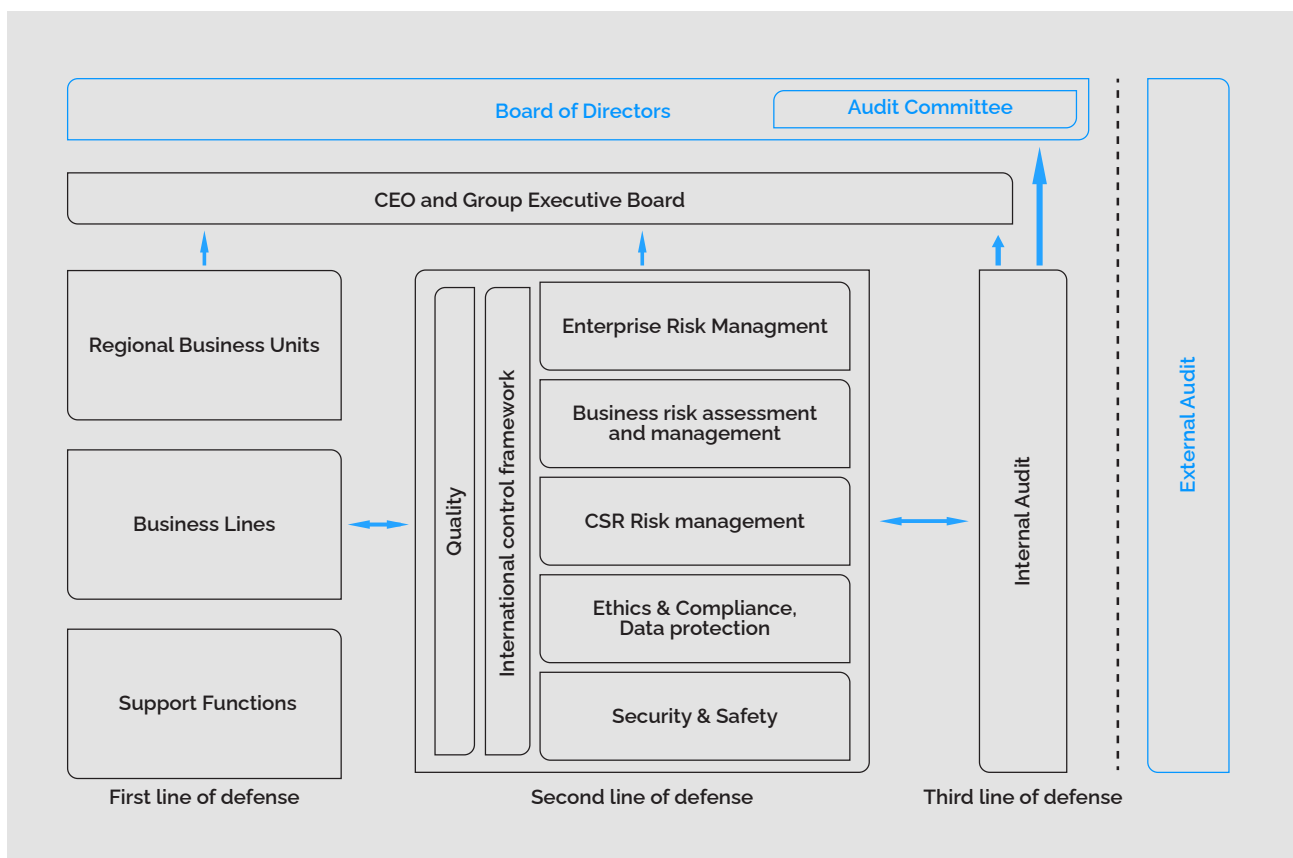 Board of Directors
Audit Committee
CEO and Group Executive Board
Regional Business Units
Business Lines
Support Functions
First line of defense
Quality
International control framework
Enterprise Risk Managment
Business risk assessment
and management
CSR Risk management
Ethics & Compliance,
Data protection
Security & Safety
Second line of defense
Internal Audit
Third line of defense
External Audit